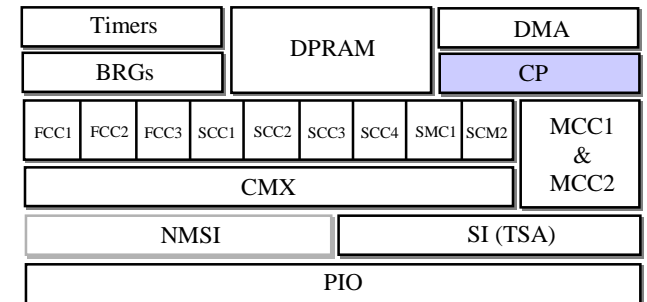 Timers
DPRAM
DMA
BRGs
CP
FCC1 FCC2 FCC3 SCC1 SCC2 SCC3 SCC4 SMC1 SCM2
MCC1
&
MCC2
CMX
NMSI
SI (TSA)
PIO